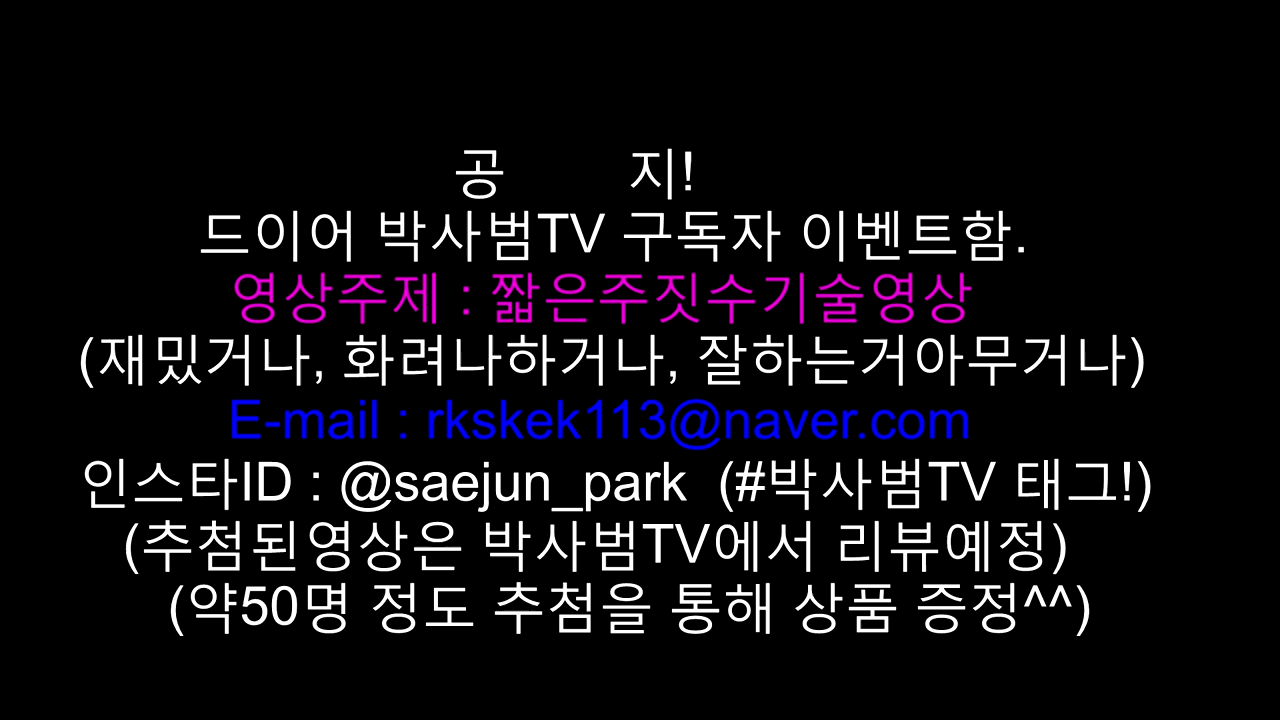 공 지!
드이어 박사범TV 구독자 이벤트함.
영상주제 : 짧은주짓수기술영상
(재밌거나, 화려나하거나, 잘하는거아무거나)
E-mail : rkskek113@naver.com
인스타ID : @saejun_park (#박사범TV 태그!)
(추첨된영상은 박사범TV에서 리뷰예정)
(약50명 정도 추첨을 통해 상품 증정^^)